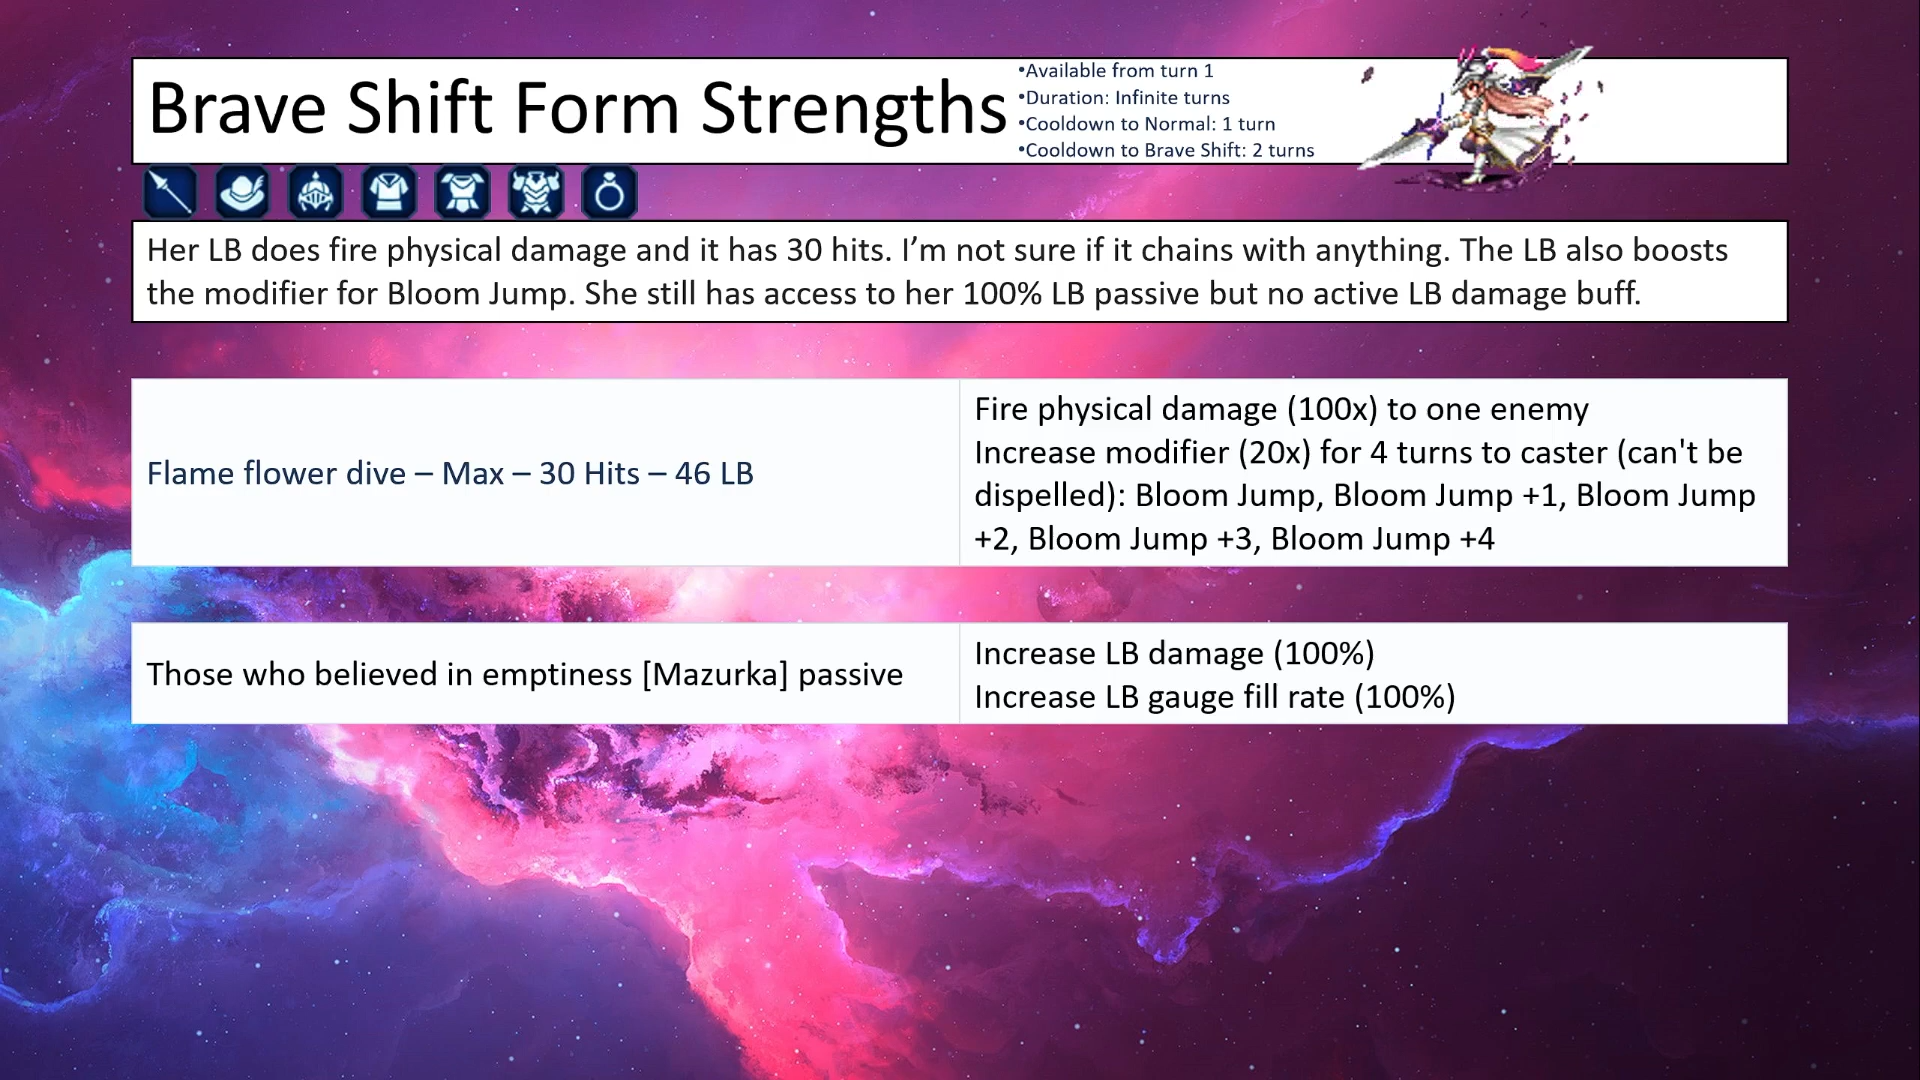 Brave Shift Form Strengths
•Available from turn 1
•Duration: Infinite turns
•Cooldown to Normal: 1 turn
•Cooldown to Brave Shift: 2 turns
Her LB does fire physical damage and it has 30 hits. I’m not sure if it chains with anything. The LB also boosts
the modifier for Bloom Jump. She still has access to her 100% LB passive but no active LB damage buff.
Flame flower dive – Max – 30 Hits – 46 LB
Fire physical damage (100x) to one enemy
Increase modifier (20x) for 4 turns to caster (can't be
dispelled): Bloom Jump, Bloom Jump +1, Bloom Jump
+2, Bloom Jump +3, Bloom Jump +4
Those who believed in emptiness [Mazurka] passive
Increase LB damage (100%)
Increase LB gauge fill rate (100%)